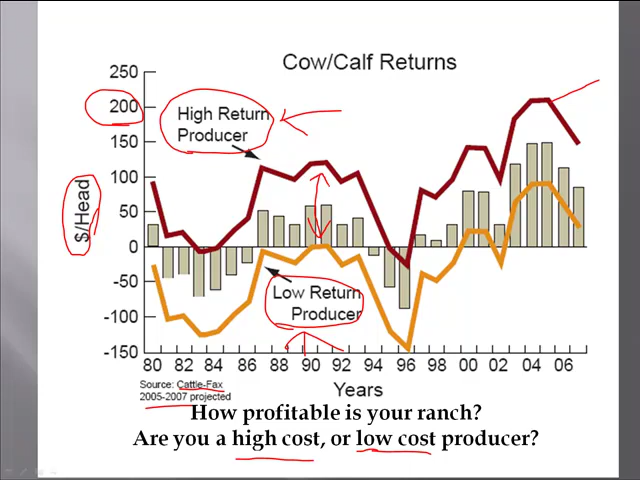 Cow/Calf Returns
250
200
150
100
50
0
-50
-100
-150
$/Head
High Return
Producer
Low Return
Producer
80 82 84 86 88 90 92 94 96 98 00 02 04 06
Years
Source: Cattle-Fax
2005-2007 projected
How profitable is your ranch?
Are you a high cost, or low cost producer?